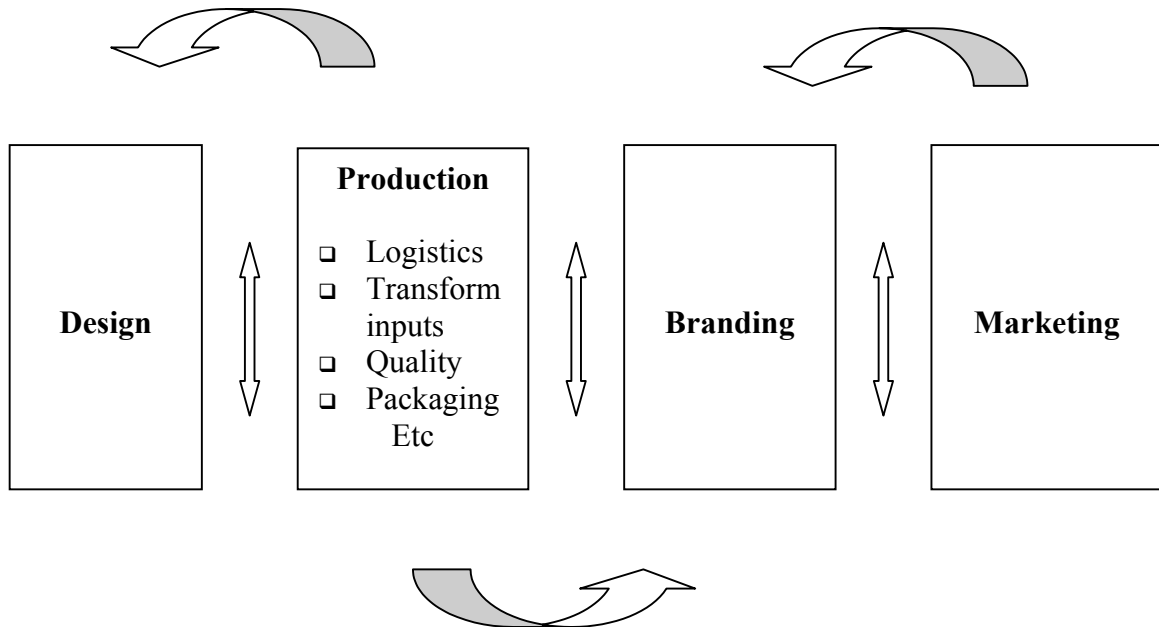 Design
Production
❑ Logistics
❑ Transform
inputs
❑ Quality
❑ Packaging
Etc
Branding
Marketing